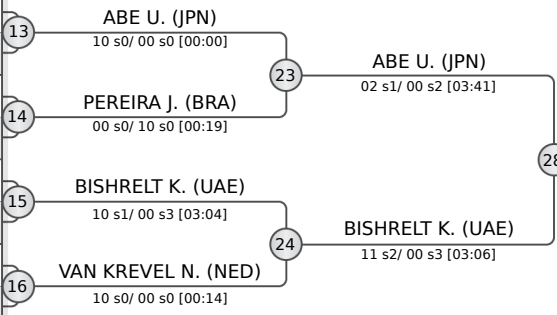 13
ABE U. (JPN)
10 s0/ 00 s0 [00:00]
23
ABE U. (JPN)
02 s1/ 00 s2 [03:41]
14
PEREIRA J. (BRA)
00 s0/ 10 s0 [00:19]
28
15
BISHRELT K. (UAE)
10 s1/ 00 s3 [03:04]
24
BISHRELT K. (UAE)
11 s2/ 00 s3 [03:06]
16
VAN KREVEL N. (NED)
10 s0/ 00 s0 [00:14]